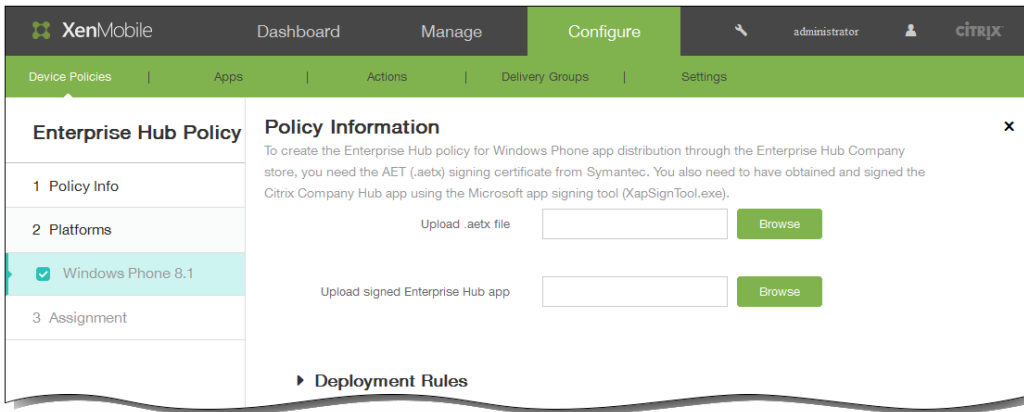 XenMobile Dashboard Manage Configure administrator CİTRIX
Device Policies | Apps | Actions | Delivery Groups | Settings
Enterprise Hub Policy
1 Policy Info
2 Platforms
Windows Phone 8.1
3 Assignment
Policy Information
To create the Enterprise Hub policy for Windows Phone app distribution through the Enterprise Hub Company
store, you need the AET (.aetx) signing certificate from Symantec. You also need to have obtained and signed the
Citrix Company Hub app using the Microsoft app signing tool (XapSignTool.exe).
Upload .aetx file Browse
Upload signed Enterprise Hub app Browse
Deployment Rules